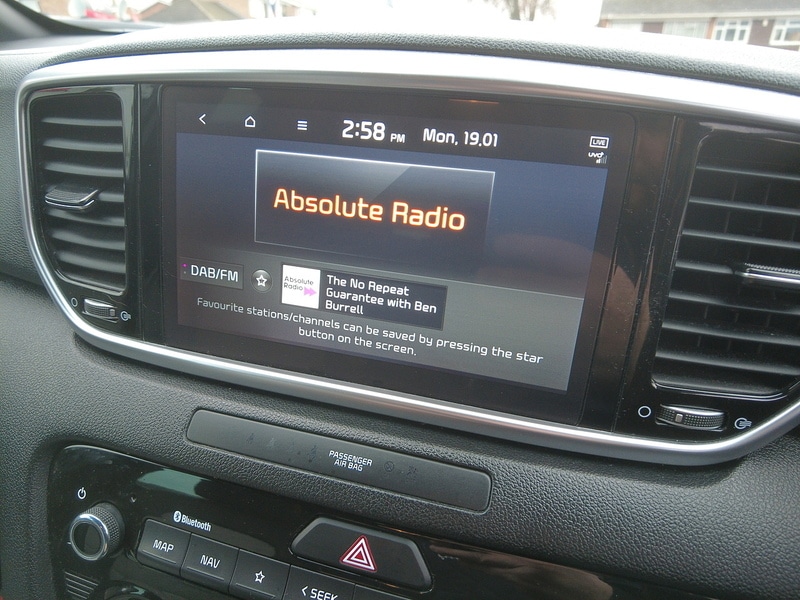 2:58 PM Mon, 19.01
LIVE
uvo
Absolute Radio
DAB/FM
Absolute
Radio
The No Repeat
Guarantee with Ben
Burrell
Favourite stations/channels can be saved by pressing the star
button on the screen.
PASSENGER
AIR BAG
Bluetooth
MAP
NAV
< SEEK